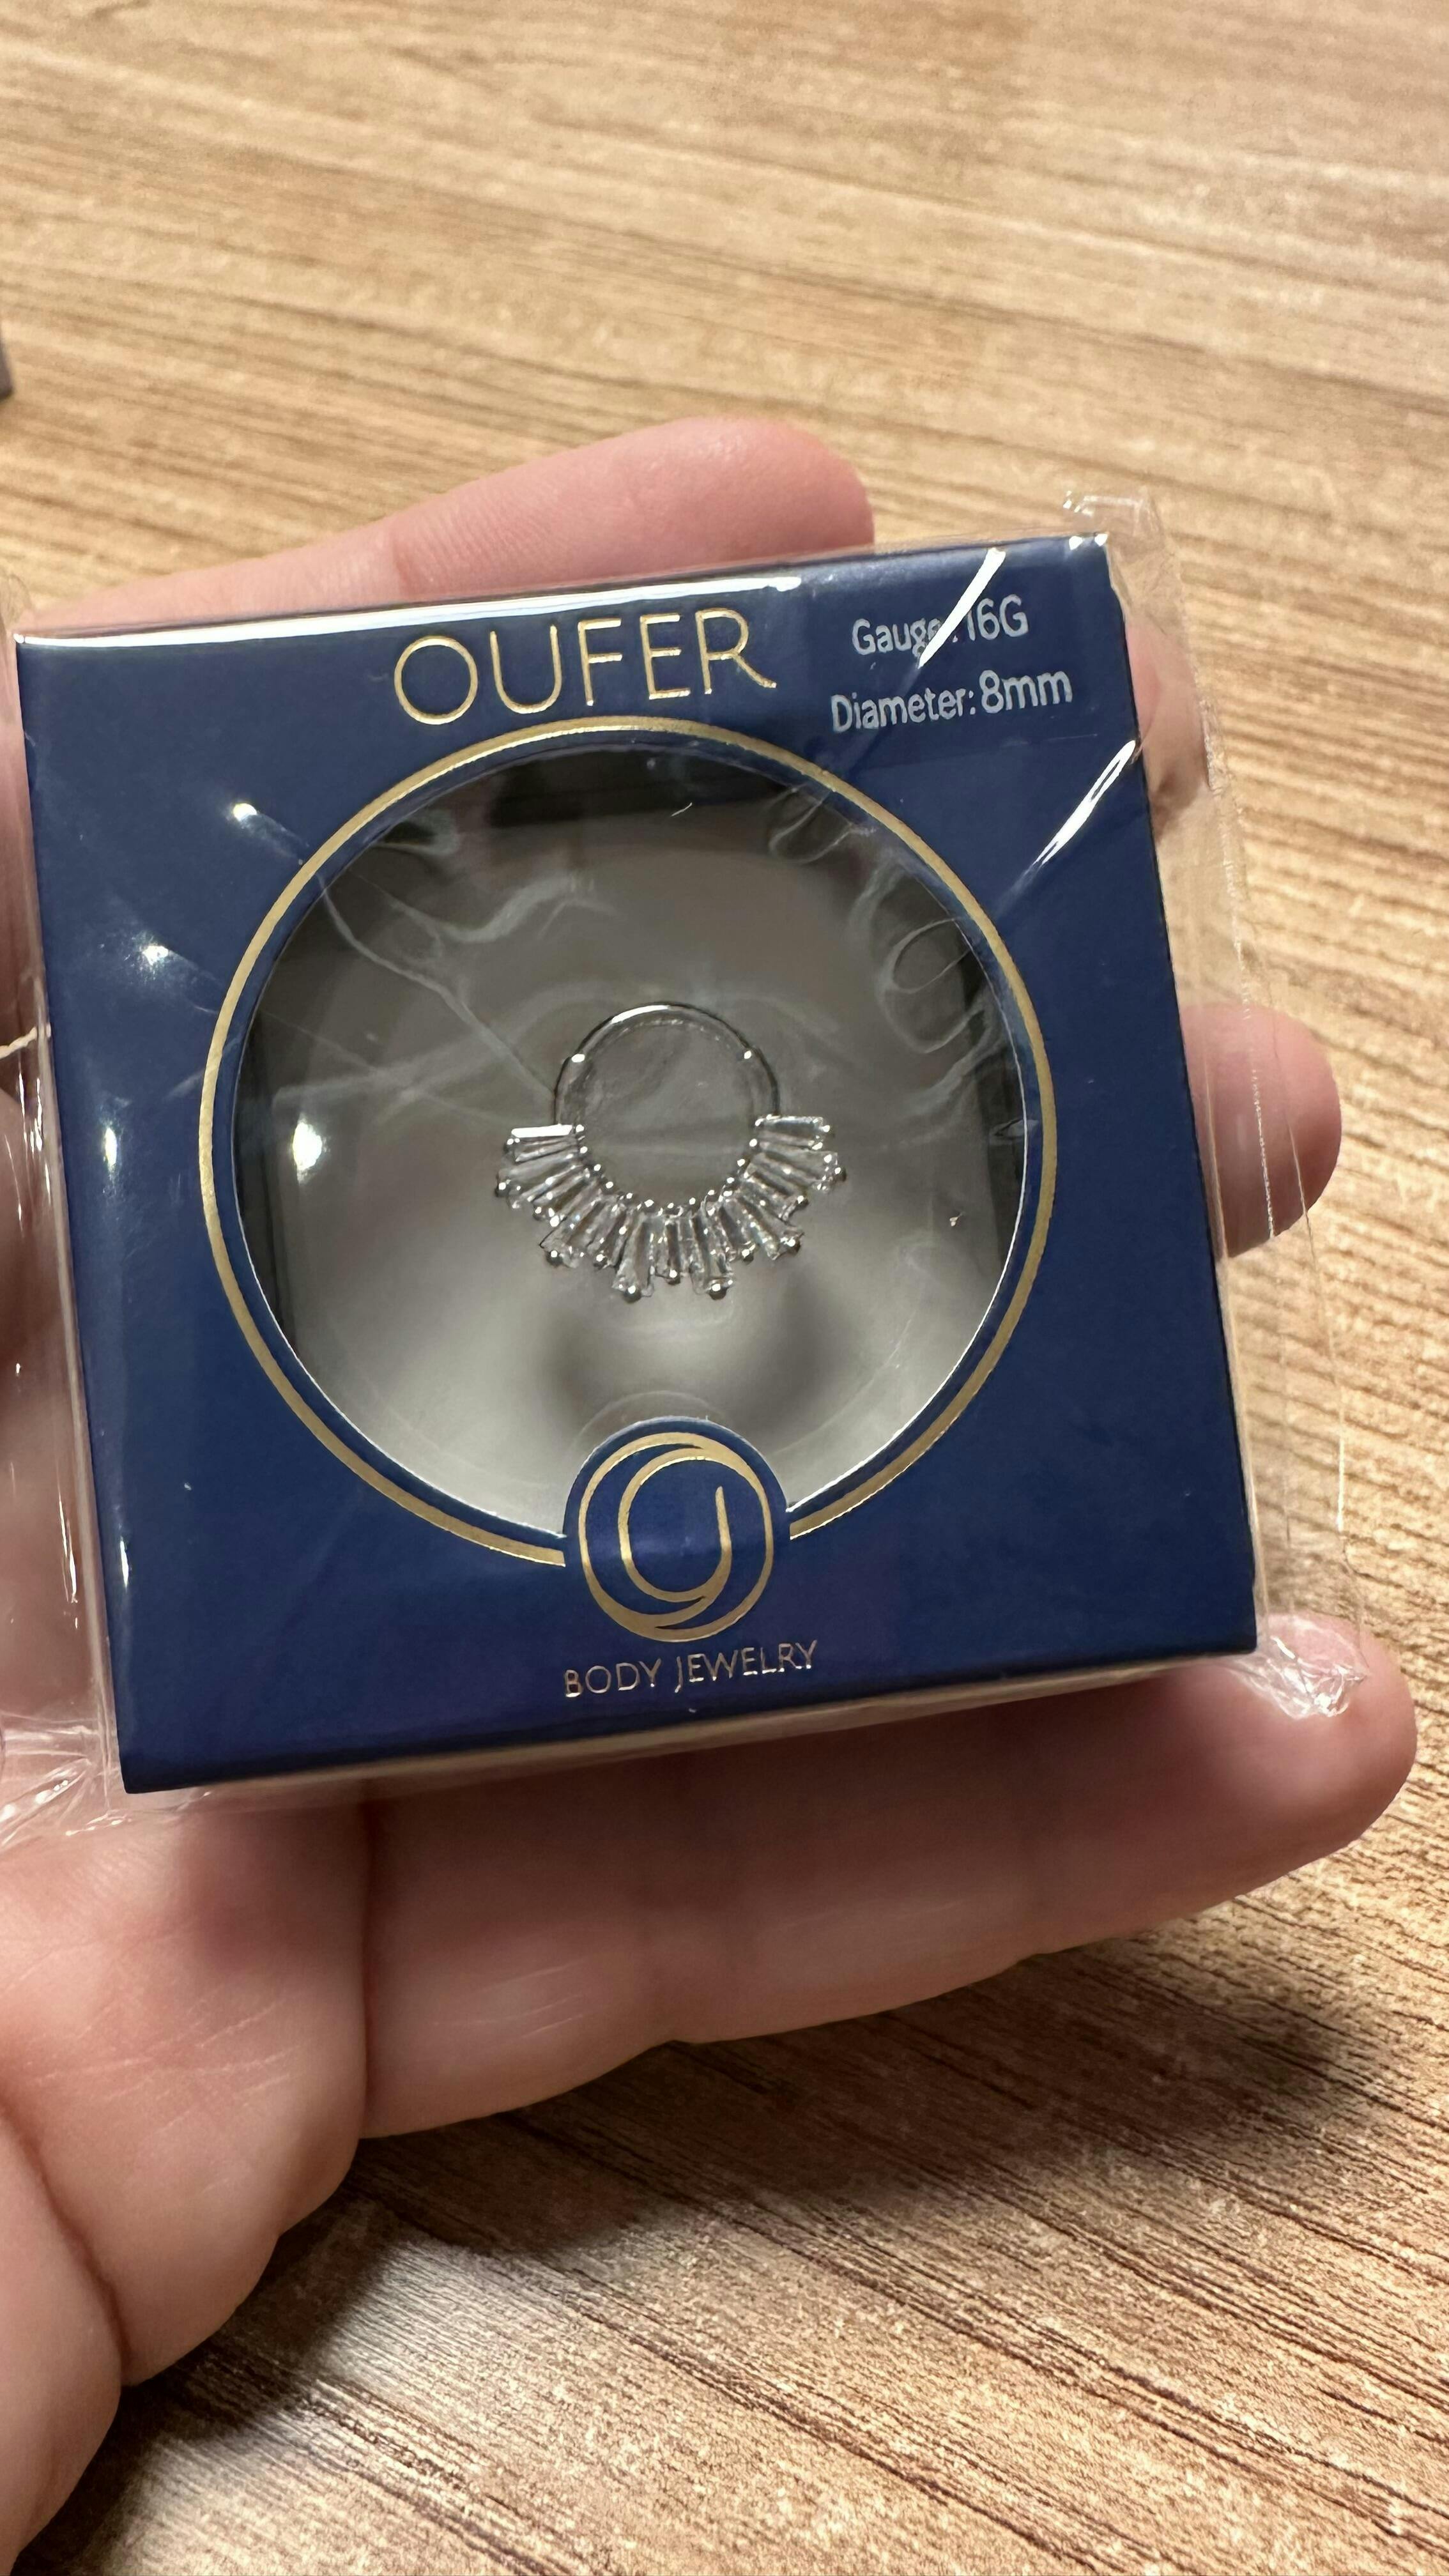 OUFER
Gauge: 16G
Diameter: 8mm
BODY JEWELRY